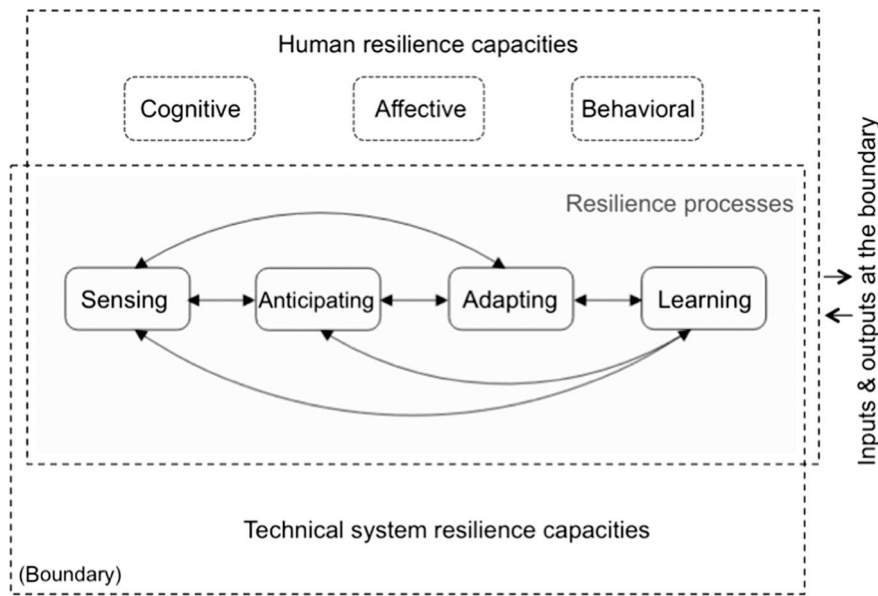 Human resilience capacities
Cognitive
Affective
Behavioral
Resilience processes
Sensing
Anticipating
Adapting
Learning
Technical system resilience capacities
(Boundary)
Inputs & outputs at the boundary